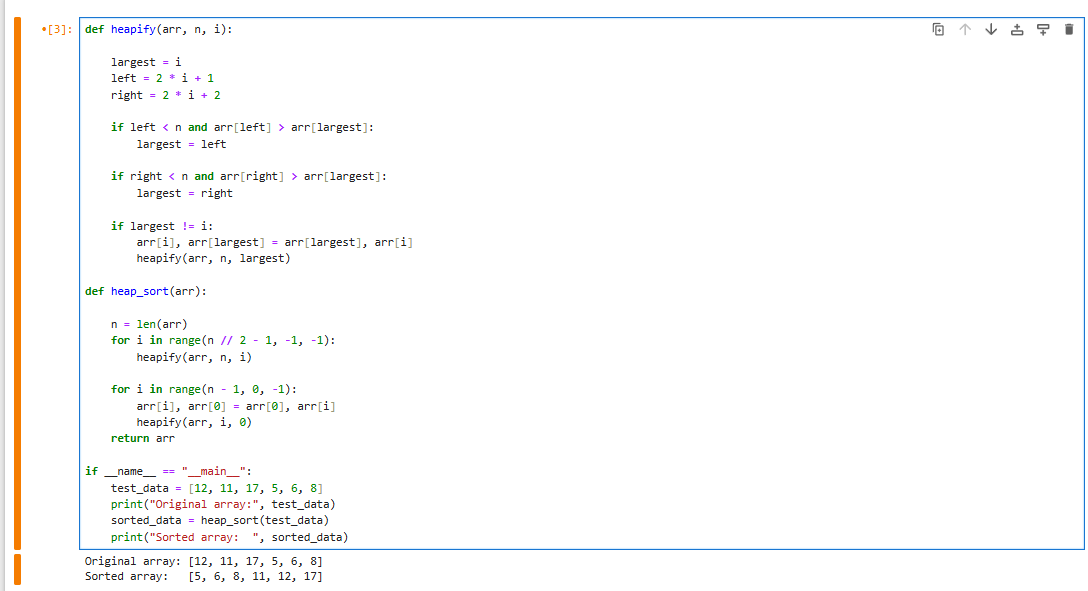 [3]: def heapify(arr, n, i):
    largest = i
    left = 2 * i + 1
    right = 2 * i + 2
    if left < n and arr[left] > arr[largest]:
        largest = left
    if right < n and arr[right] > arr[largest]:
        largest = right
    if largest != i:
        arr[i], arr[largest] = arr[largest], arr[i]
        heapify(arr, n, largest)
def heap_sort(arr):
    n = len(arr)
    for i in range(n // 2 - 1, -1, -1):
        heapify(arr, n, i)
    for i in range(n - 1, 0, -1):
        arr[i], arr[0] = arr[0], arr[i]
        heapify(arr, i, 0)
    return arr
if __name__ == "__main__":
    test_data = [12, 11, 17, 5, 6, 8]
    print("Original array:", test_data)
    sorted_data = heap_sort(test_data)
    print("Sorted array:  ", sorted_data)
Original array: [12, 11, 17, 5, 6, 8]
Sorted array:   [5, 6, 8, 11, 12, 17]